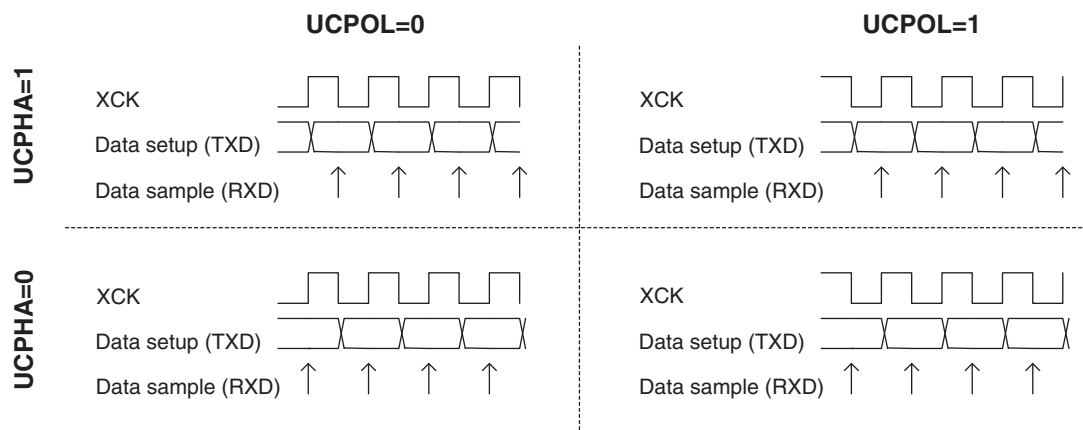 UCPOL=0
UCPOL=1
UCPHA=1
XCK
Data setup (TXD)
Data sample (RXD)
XCK
Data setup (TXD)
Data sample (RXD)
UCPHA=0
XCK
Data setup (TXD)
Data sample (RXD)
XCK
Data setup (TXD)
Data sample (RXD)